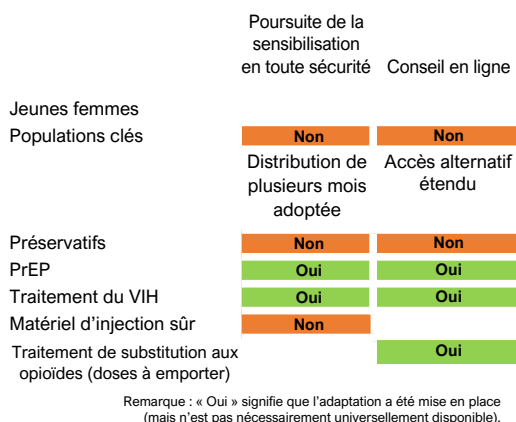 Poursuite de la
sensibilisation
en toute sécurité
Conseil en ligne
Jeunes femmes
Populations clés
Non
Non
Distribution de
plusieurs mois
adoptée
Accès alternatif
étendu
Préservatifs
Non
Non
PrEP
Oui
Oui
Traitement du VIH
Oui
Oui
Matériel d’injection sûr
Non
Traitement de substitution aux
opioïdes (doses à emporter)
Oui
Remarque : « Oui » signifie que l’adaptation a été mise en place
(mais n’est pas nécessairement universellement disponible).